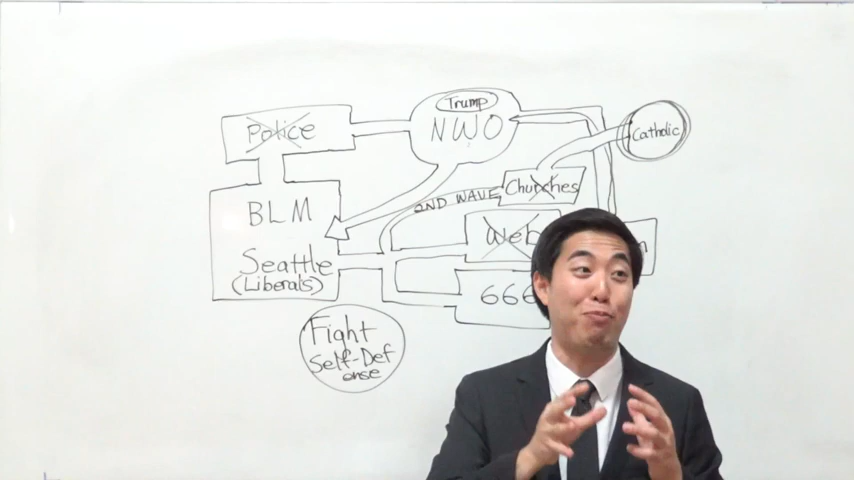 Trump
NWO
Police
Catholic
Churches
2ND WAVE
BLM
Web
Seattle
(Liberals)
666
Fight
Self-Def
ense